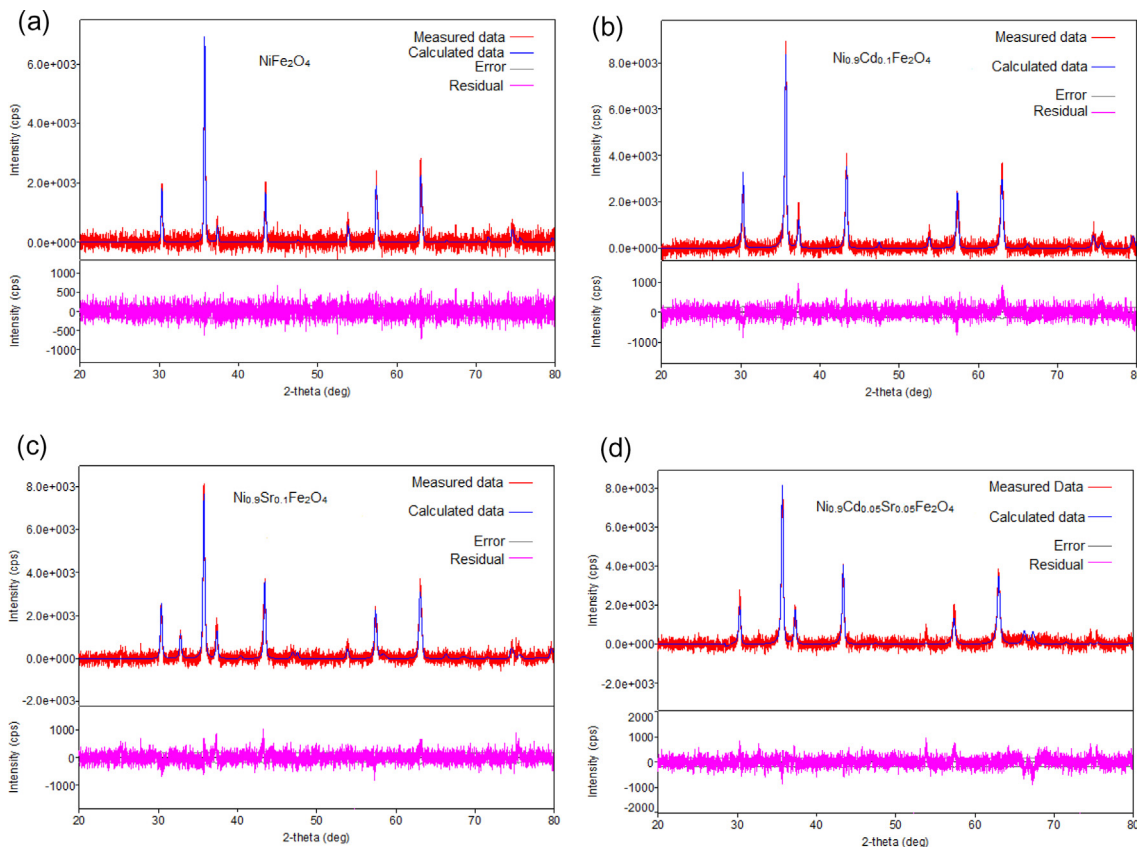 (a)
NiFe₂O₄
Measured data
Calculated data
Error
Residual
Intensity (cps)
6.0e+003
4.0e+003
2.0e+003
0.0e+000
Intensity (cps)
1000
500
0
-500
-1000
20 30 40 50 60 70 80
2-theta (deg)
(b)
Ni₀.₉Cd₀.₁Fe₂O₄
Measured data
Calculated data
Error
Residual
Intensity (cps)
8.0e+003
6.0e+003
4.0e+003
2.0e+003
0.0e+000
Intensity (cps)
1000
0
-1000
20 30 40 50 60 70 80
2-theta (deg)
(c)
Ni₀.₉Sr₀.₁Fe₂O₄
Measured data
Calculated data
Error
Residual
Intensity (cps)
8.0e+003
6.0e+003
4.0e+003
2.0e+003
0.0e+000
-2.0e+003
Intensity (cps)
1000
0
-1000
20 30 40 50 60 70 80
2-theta (deg)
(d)
Ni₀.₉Cd₀.₀₅Sr₀.₀₅Fe₂O₄
Measured Data
Calculated data
Error
Residual
Intensity (cps)
8.0e+003
6.0e+003
4.0e+003
2.0e+003
0.0e+000
Intensity (cps)
2000
1000
0
-1000
-2000
20 30 40 50 60 70 80
2-theta (deg)